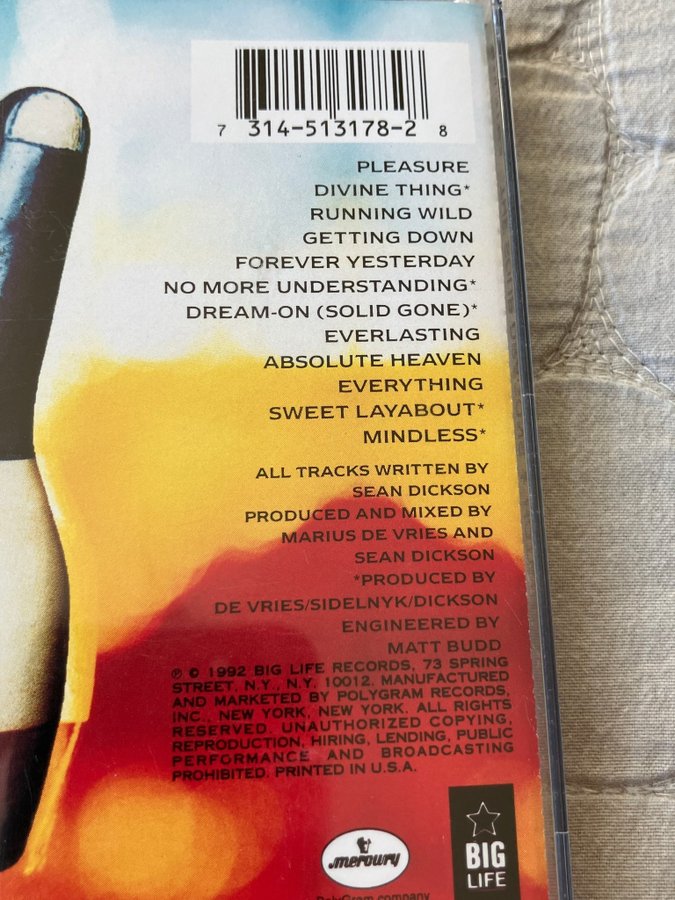 7 314-513178-2 8
PLEASURE
DIVINE THING*
RUNNING WILD
GETTING DOWN
FOREVER YESTERDAY
NO MORE UNDERSTANDING*
DREAM-ON (SOLID GONE)*
EVERLASTING
ABSOLUTE HEAVEN
EVERYTHING
SWEET LAYABOUT*
MINDLESS*
ALL TRACKS WRITTEN BY
SEAN DICKSON
PRODUCED AND MIXED BY
MARIUS DE VRIES AND
SEAN DICKSON
*PRODUCED BY
DE VRIES/SIDELNYK/DICKSON
ENGINEERED BY
MATT BUDD
℗ © 1992 BIG LIFE RECORDS, 73 SPRING
STREET, N.Y., N.Y. 10012. MANUFACTURED
AND MARKETED BY POLYGRAM RECORDS,
INC., NEW YORK, NEW YORK. ALL RIGHTS
RESERVED. UNAUTHORIZED COPYING,
REPRODUCTION, HIRING, LENDING, PUBLIC
PERFORMANCE AND BROADCASTING
PROHIBITED. PRINTED IN U.S.A.
mercury
BIG
LIFE
PolyGram company